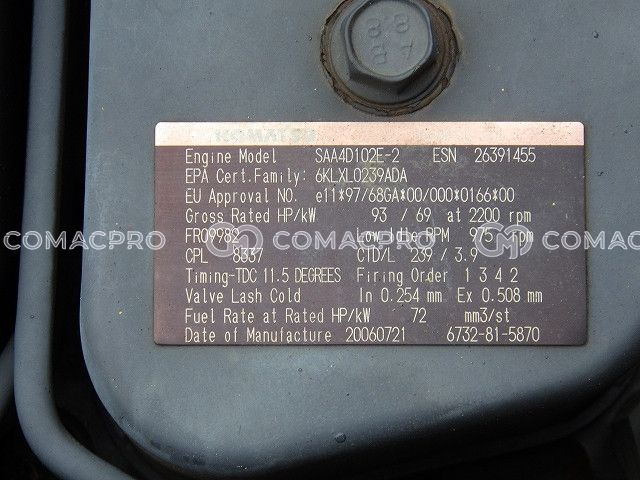 8 8
8 4
KOMATSU
Engine Model SAA4D102E-2 ESN 26391455
EPA Cert.Family: 6KLXL0239ADA
EU Approval NO. e11*97/68GA*00/000*0166*00
Gross Rated HP/kW 93 / 69 at 2200 rpm
FR09982 Low Idle RPM 975 rpm
CPL 8337 CTD/L 239 / 3.9
Timing-TDC 11.5 DEGREES Firing Order 1 3 4 2
Valve Lash Cold In 0.254 mm Ex 0.508 mm
Fuel Rate at Rated HP/kW 72 mm3/st
Date of Manufacture 20060721 6732-81-5870
COMACPRO COMACPRO COMACPRO